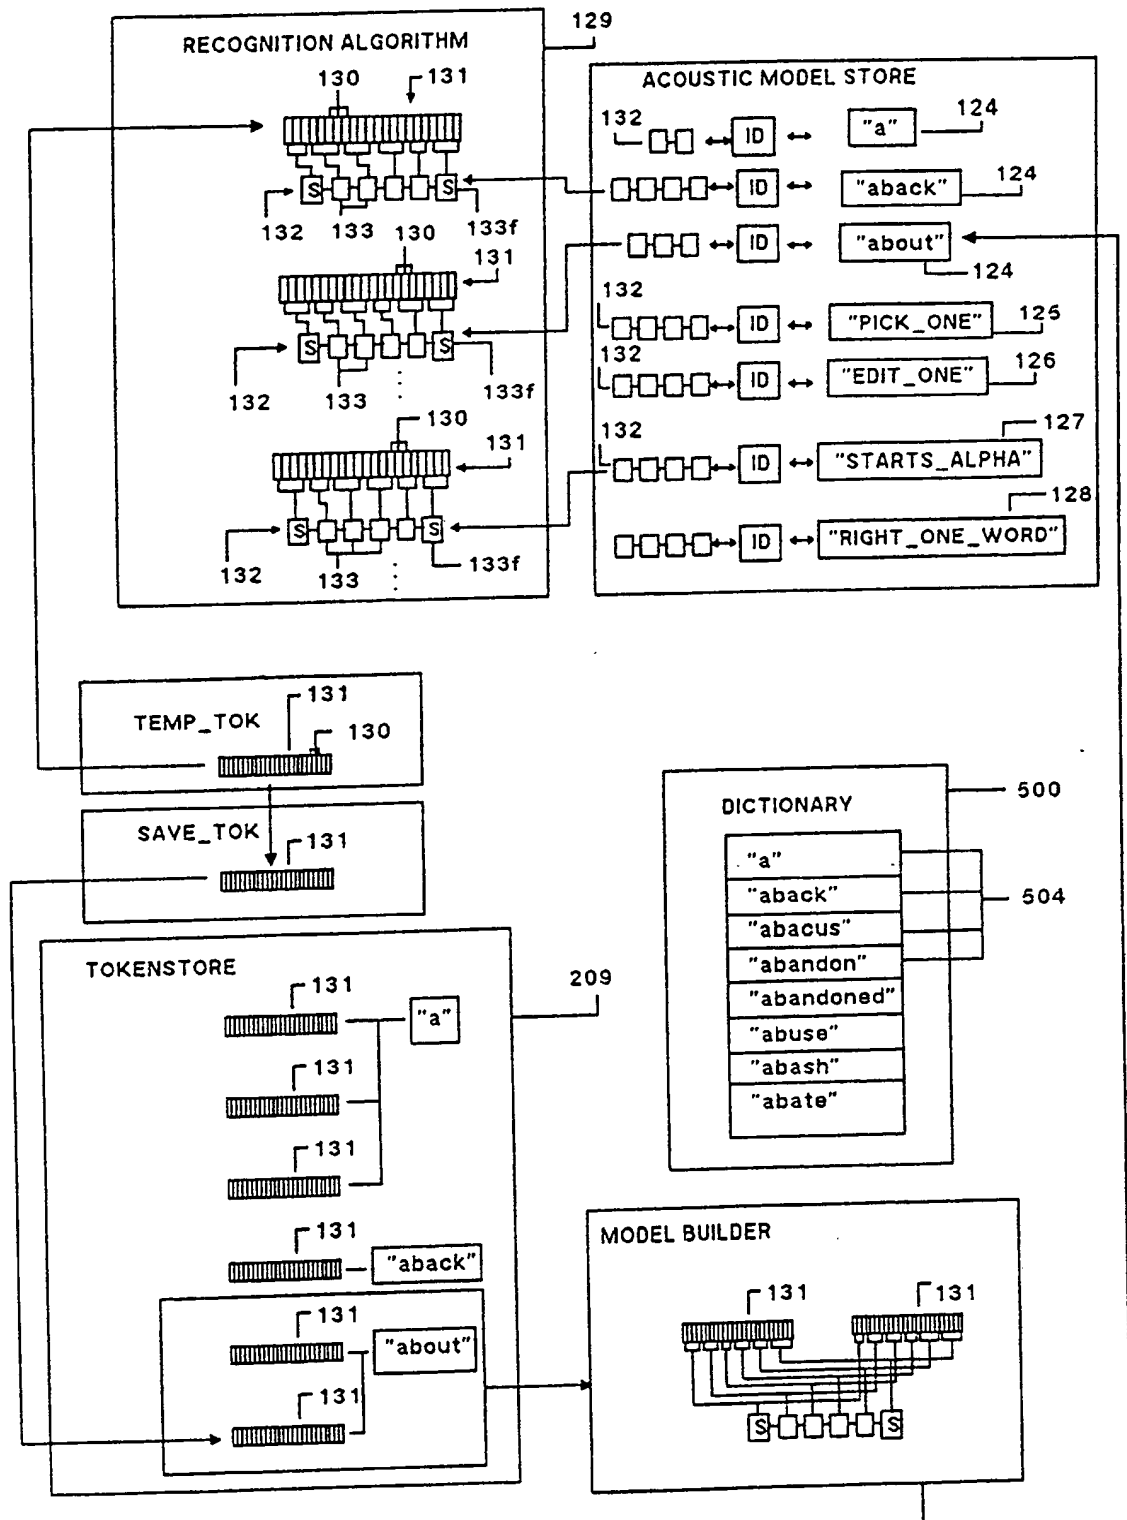 RECOGNITION ALGORITHM
129
130
131
S
S
132
133
133f
130
131
S
S
132
133
133f
130
131
S
S
132
133
133f
ACOUSTIC MODEL STORE
132
ID
"a"
124
ID
"aback"
124
ID
"about"
124
132
ID
"PICK_ONE"
125
132
ID
"EDIT_ONE"
126
132
ID
"STARTS_ALPHA"
127
ID
"RIGHT_ONE_WORD"
128
TEMP_TOK
131
130
SAVE_TOK
131
DICTIONARY
500
"a"
"aback"
"abacus"
"abandon"
"abandoned"
"abuse"
"abash"
"abate"
504
TOKENSTORE
209
131
"a"
131
131
131
"aback"
131
"about"
131
MODEL BUILDER
131
131
S
S